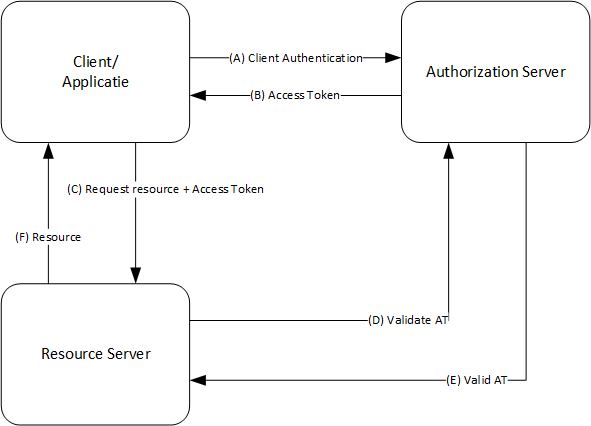 Client/
Applicatie
(A) Client Authentication
Authorization Server
(B) Access Token
(C) Request resource + Access Token
(F) Resource
(D) Validate AT
Resource Server
(E) Valid AT